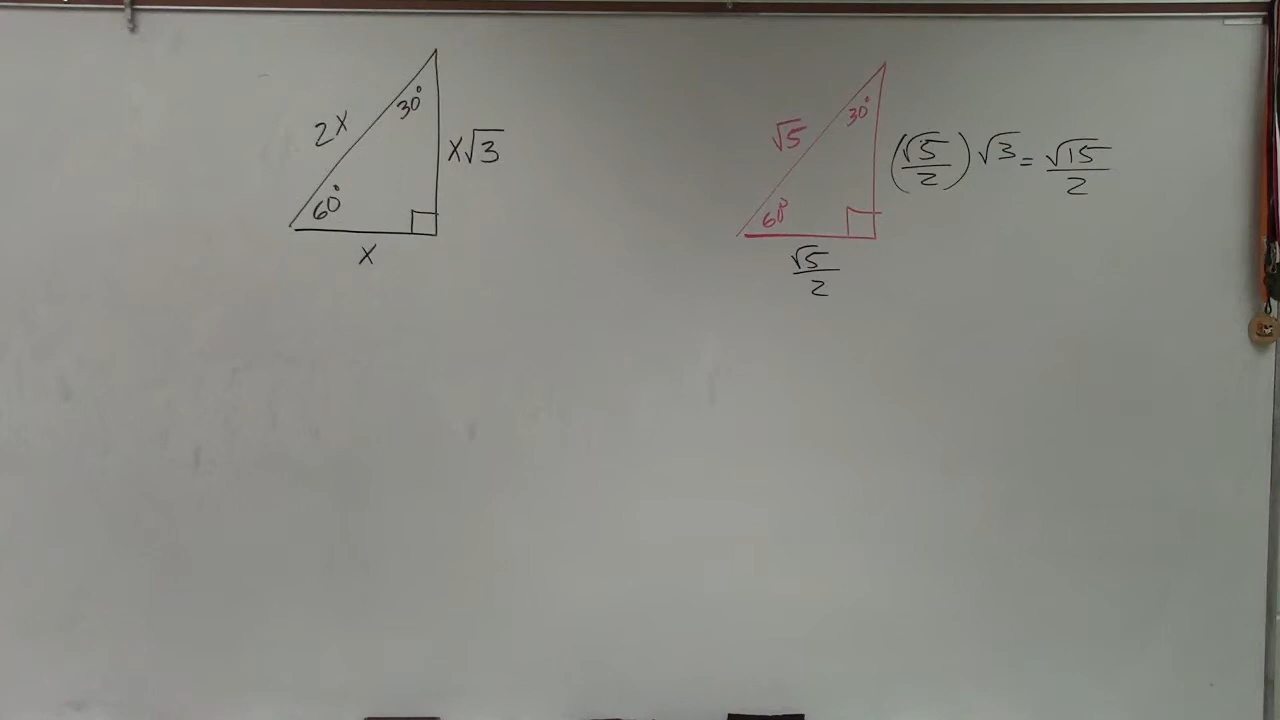 30°
2x
x√3
60°
x
30°
√5
(√5/2)√3 = √15/2
60°
√5/2